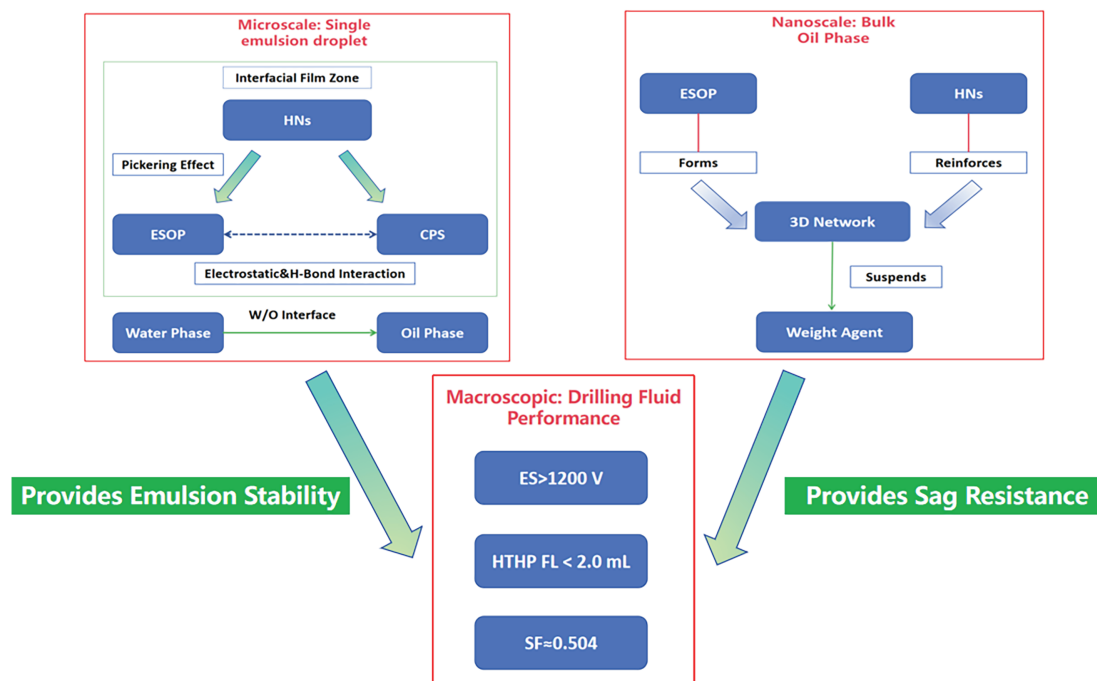 Microscale: Single
emulsion droplet
Interfacial Film Zone
HNs
Pickering Effect
ESOP
CPS
Electrostatic&H-Bond Interaction
W/O Interface
Water Phase
Oil Phase
Nanoscale: Bulk
Oil Phase
ESOP
HNs
Forms
Reinforces
3D Network
Suspends
Weight Agent
Provides Emulsion Stability
Macroscopic: Drilling Fluid
Performance
ES>1200 V
HTHP FL < 2.0 mL
SF≈0.504
Provides Sag Resistance